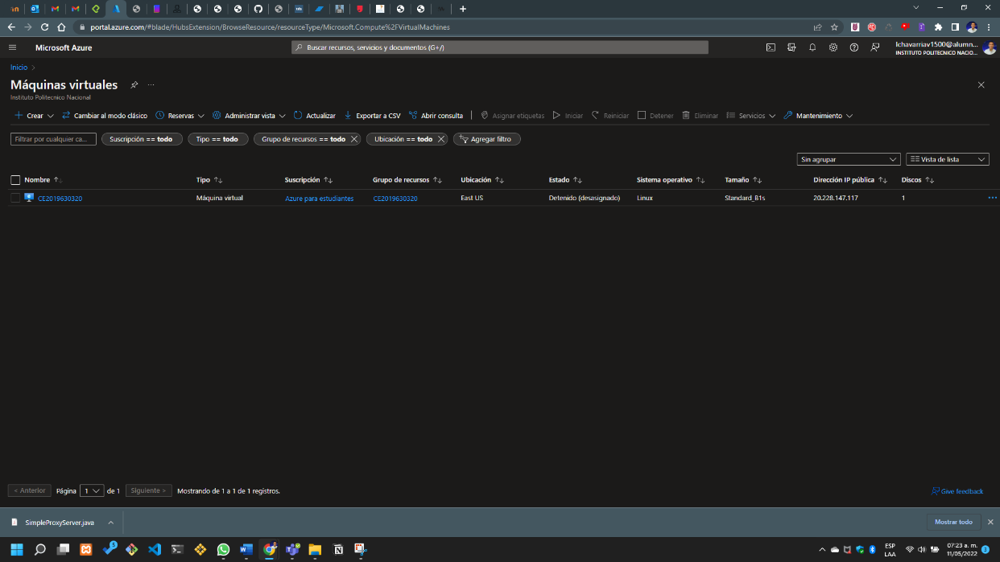 portal.azure.com/#blade/HubsExtension/BrowseResource/resourceType/Microsoft.Compute%2FVirtualMachines
Microsoft Azure
Buscar recursos, servicios y documentos (G+/)
lchavarriav1500@alumn...
INSTITUTO POLITECNICO NACIO...
Inicio >
Máquinas virtuales
Instituto Politecnico Nacional
Crear Cambiar al modo clásico Reservas Administrar vista Actualizar Exportar a CSV Abrir consulta Asignar etiquetas Iniciar Reiniciar Detener Eliminar Servicios Mantenimiento
Filtrar por cualquier ca... Suscripción == todo Tipo == todo Grupo de recursos == todo Ubicación == todo Agregar filtro
Sin agrupar Vista de lista
Nombre Tipo Suscripción Grupo de recursos Ubicación Estado Sistema operativo Tamaño Dirección IP pública Discos
CE2019630320 Máquina virtual Azure para estudiantes CE2019630320 East US Detenido (desasignado) Linux Standard_B1s 20.228.147.117 1
< Anterior Página 1 de 1 Siguiente > Mostrando de 1 a 1 de 1 registros.
Give feedback
SimpleProxyServer.java
Mostrar todo
5
ESP
LAA
07:23 a. m.
11/05/2022
3